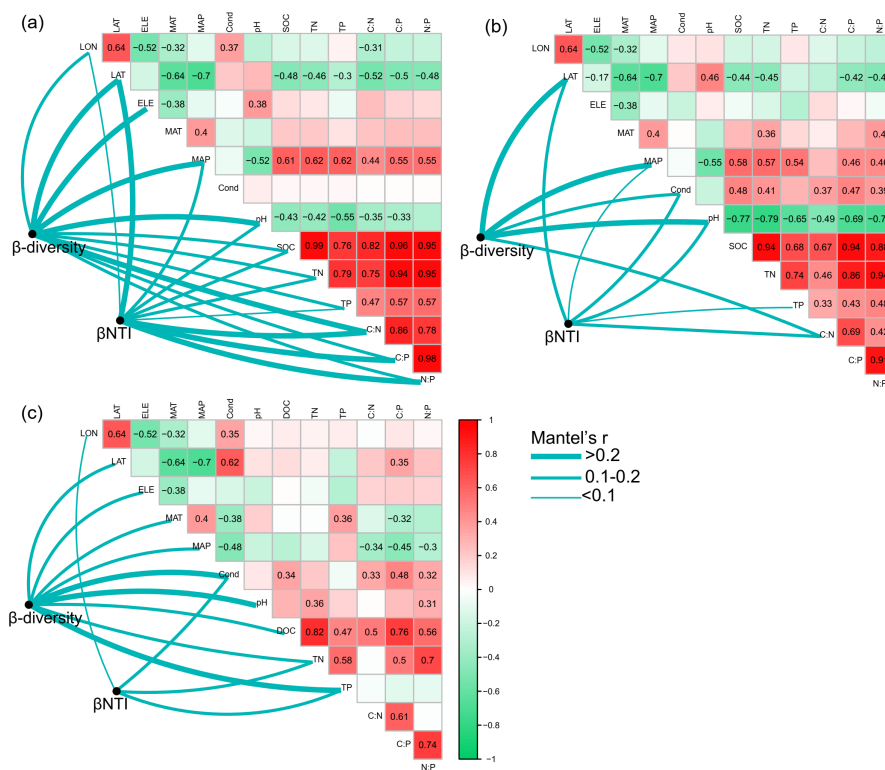 (a)
LAT ELE MAT MAP Cond pH SOC TN TP C:N C:P N:P
LON 0.64 −0.52 −0.32 0.37 −0.31
LAT −0.64 −0.7 −0.48 −0.46 −0.3 −0.52 −0.5 −0.48
ELE −0.38 0.38
MAT 0.4
MAP −0.52 0.61 0.62 0.62 0.44 0.55 0.55
Cond
pH −0.43 −0.42 −0.55 −0.35 −0.33
SOC 0.99 0.76 0.82 0.96 0.95
TN 0.79 0.75 0.94 0.95
TP 0.47 0.57 0.57
C:N 0.86 0.78
C:P 0.98
N:P
β-diversity
βNTI
(b)
LAT ELE MAT MAP Cond pH SOC TN TP C:N C:P
LON 0.64 −0.52 −0.32
LAT −0.17 −0.64 −0.7 0.46 −0.44 −0.45 −0.42
ELE −0.38
MAT 0.4 0.36
MAP −0.55 0.58 0.57 0.54 0.46
Cond 0.48 0.41 0.37 0.47
pH −0.77 −0.79 −0.65 −0.49 −0.69
SOC 0.94 0.68 0.67 0.94
TN 0.74 0.46 0.86
TP 0.33 0.43
C:N 0.69
C:P
N:P
β-diversity
βNTI
(c)
LAT ELE MAT MAP Cond pH DOC TN TP C:N C:P N:P
LON 0.64 −0.52 −0.32 0.35
LAT −0.64 −0.7 0.62 0.35
ELE −0.38
MAT 0.4 −0.38 0.36 −0.32
MAP −0.48 −0.34 −0.45 −0.3
Cond 0.34 0.33 0.48 0.32
pH 0.36 0.31
DOC 0.82 0.47 0.5 0.76 0.56
TN 0.58 0.5 0.7
TP
C:N 0.61
C:P 0.74
N:P
β-diversity
βNTI
1
0.8
0.6
0.4
0.2
0
−0.2
−0.4
−0.6
−0.8
−1
Mantel's r
>0.2
0.1-0.2
<0.1